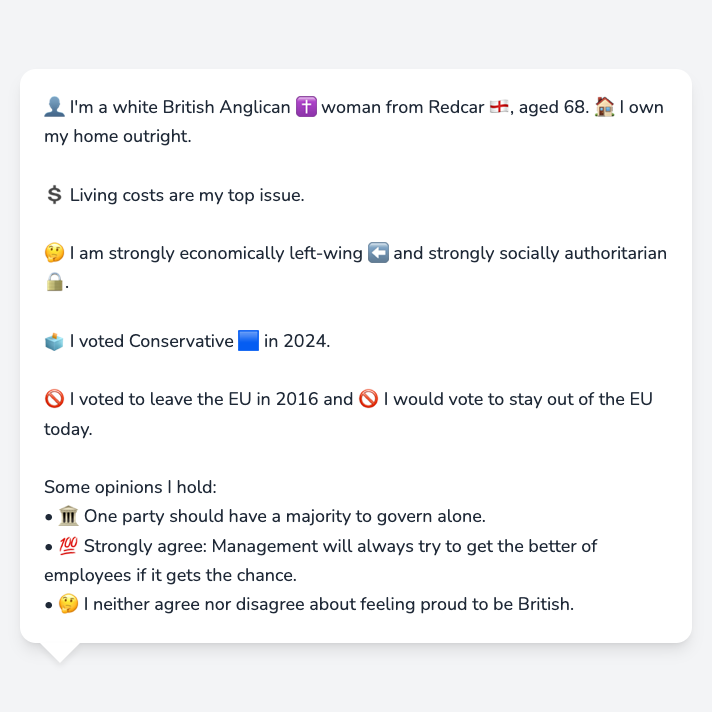 👤 I'm a white British Anglican ✝️ woman from Redcar 🏴󠁧󠁢󠁥󠁮󠁧󠁿, aged 68. 🏠 I own
my home outright.
💲 Living costs are my top issue.
🤔 I am strongly economically left-wing ⬅️ and strongly socially authoritarian
🔒.
🗳️ I voted Conservative 🟦 in 2024.
🚫 I voted to leave the EU in 2016 and 🚫 I would vote to stay out of the EU
today.
Some opinions I hold:
• 🏛️ One party should have a majority to govern alone.
• 💯 Strongly agree: Management will always try to get the better of
employees if it gets the chance.
• 🤔 I neither agree nor disagree about feeling proud to be British.